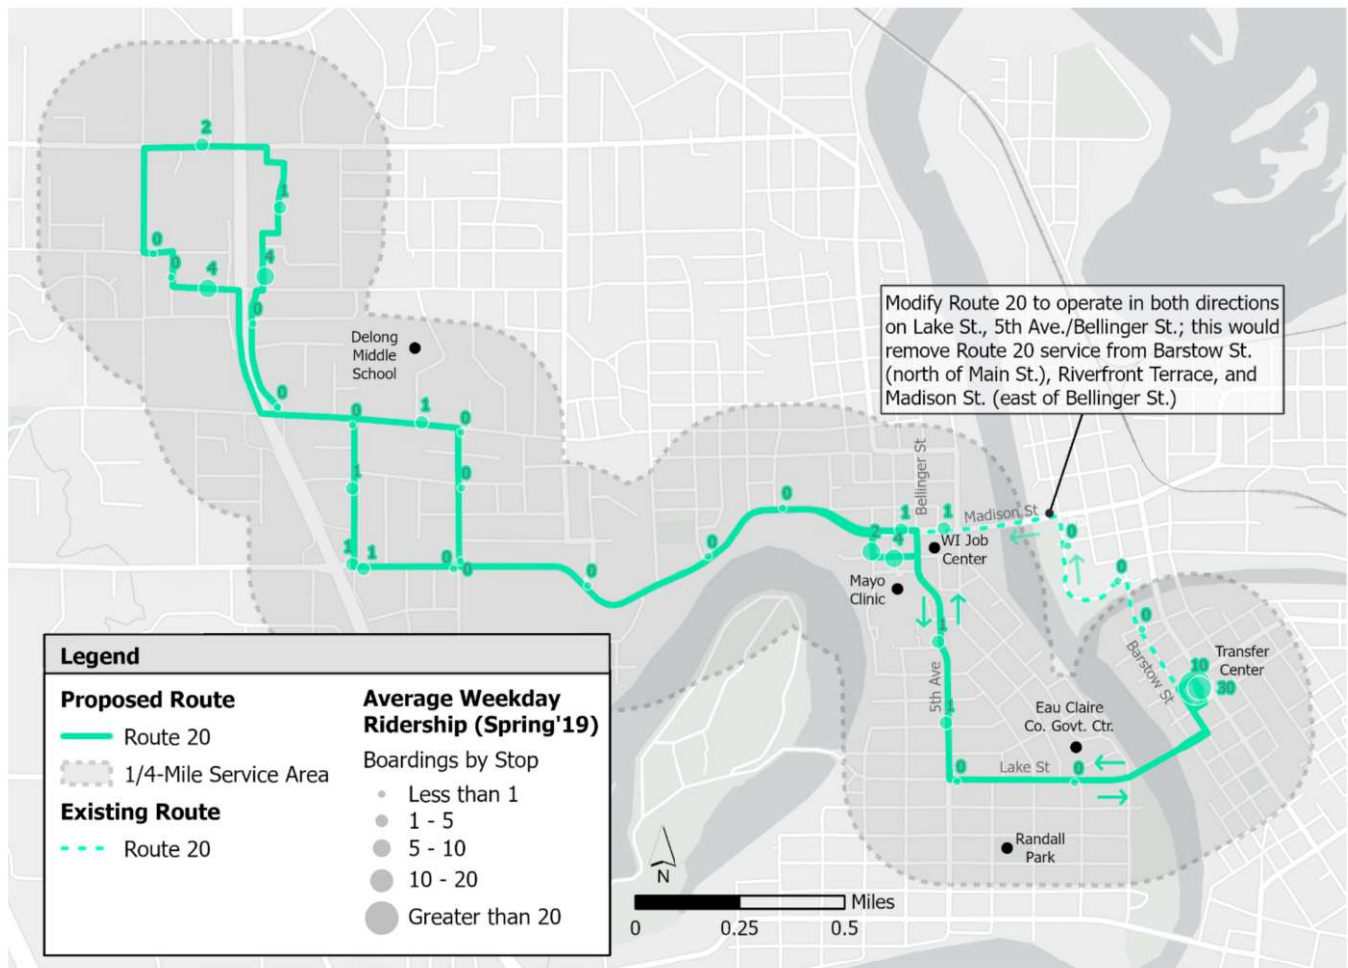 2
1
0
0
4
4
0
Delong
Middle
School
0
0
1
0
1
0
1
1
0
0
0
0
0
Modify Route 20 to operate in both directions
on Lake St., 5th Ave./Bellinger St.; this would
remove Route 20 service from Barstow St.
(north of Main St.), Riverfront Terrace, and
Madison St. (east of Bellinger St.)
Bellinger St
1
1
Madison St
2
4
WI Job
Center
Mayo
Clinic
0
0
0
1
Barstow St
10
30
Transfer
Center
5th Ave
1
Eau Claire
Co. Govt. Ctr.
0
Lake St
0
Randall
Park
Legend
Proposed Route
Route 20
1/4-Mile Service Area
Existing Route
Route 20
Average Weekday
Ridership (Spring'19)
Boardings by Stop
Less than 1
1 - 5
5 - 10
10 - 20
Greater than 20
N
Miles
0 0.25 0.5